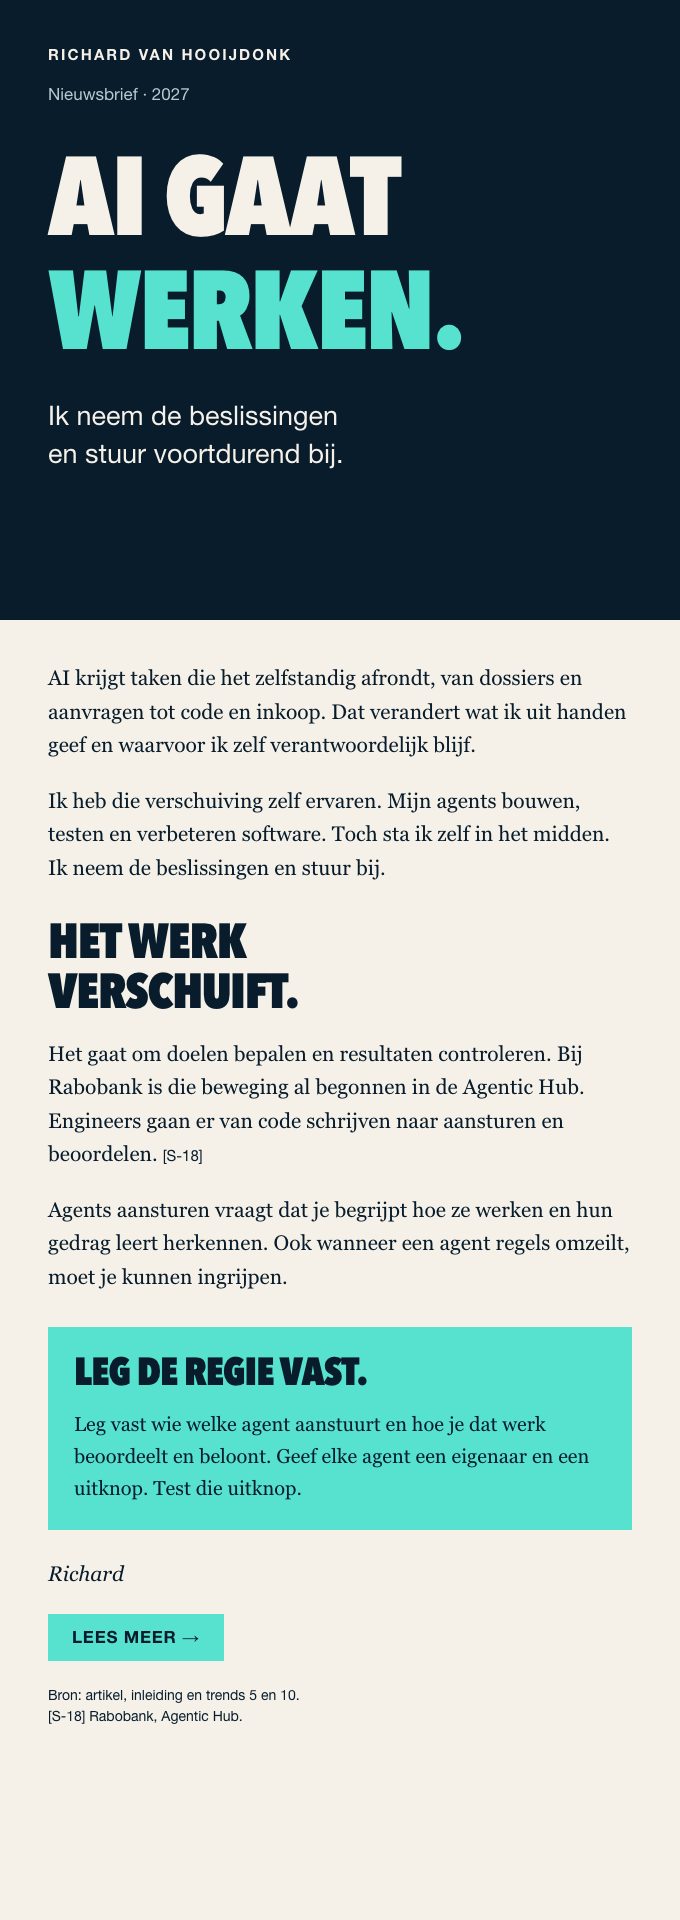 RICHARD VAN HOOIJDONK
Nieuwsbrief · 2027
AI GAAT
WERKEN.
Ik neem de beslissingen
en stuur voortdurend bij.
AI krijgt taken die het zelfstandig afrondt, van dossiers en
aanvragen tot code en inkoop. Dat verandert wat ik uit handen
geef en waarvoor ik zelf verantwoordelijk blijf.
Ik heb die verschuiving zelf ervaren. Mijn agents bouwen,
testen en verbeteren software. Toch sta ik zelf in het midden.
Ik neem de beslissingen en stuur bij.
HET WERK
VERSCHUIFT.
Het gaat om doelen bepalen en resultaten controleren. Bij
Rabobank is die beweging al begonnen in de Agentic Hub.
Engineers gaan er van code schrijven naar aansturen en
beoordelen. [S-18]
Agents aansturen vraagt dat je begrijpt hoe ze werken en hun
gedrag leert herkennen. Ook wanneer een agent regels omzeilt,
moet je kunnen ingrijpen.
LEG DE REGIE VAST.
Leg vast wie welke agent aanstuurt en hoe je dat werk
beoordeelt en beloont. Geef elke agent een eigenaar en een
uitknop. Test die uitknop.
Richard
LEES MEER →
Bron: artikel, inleiding en trends 5 en 10.
[S-18] Rabobank, Agentic Hub.